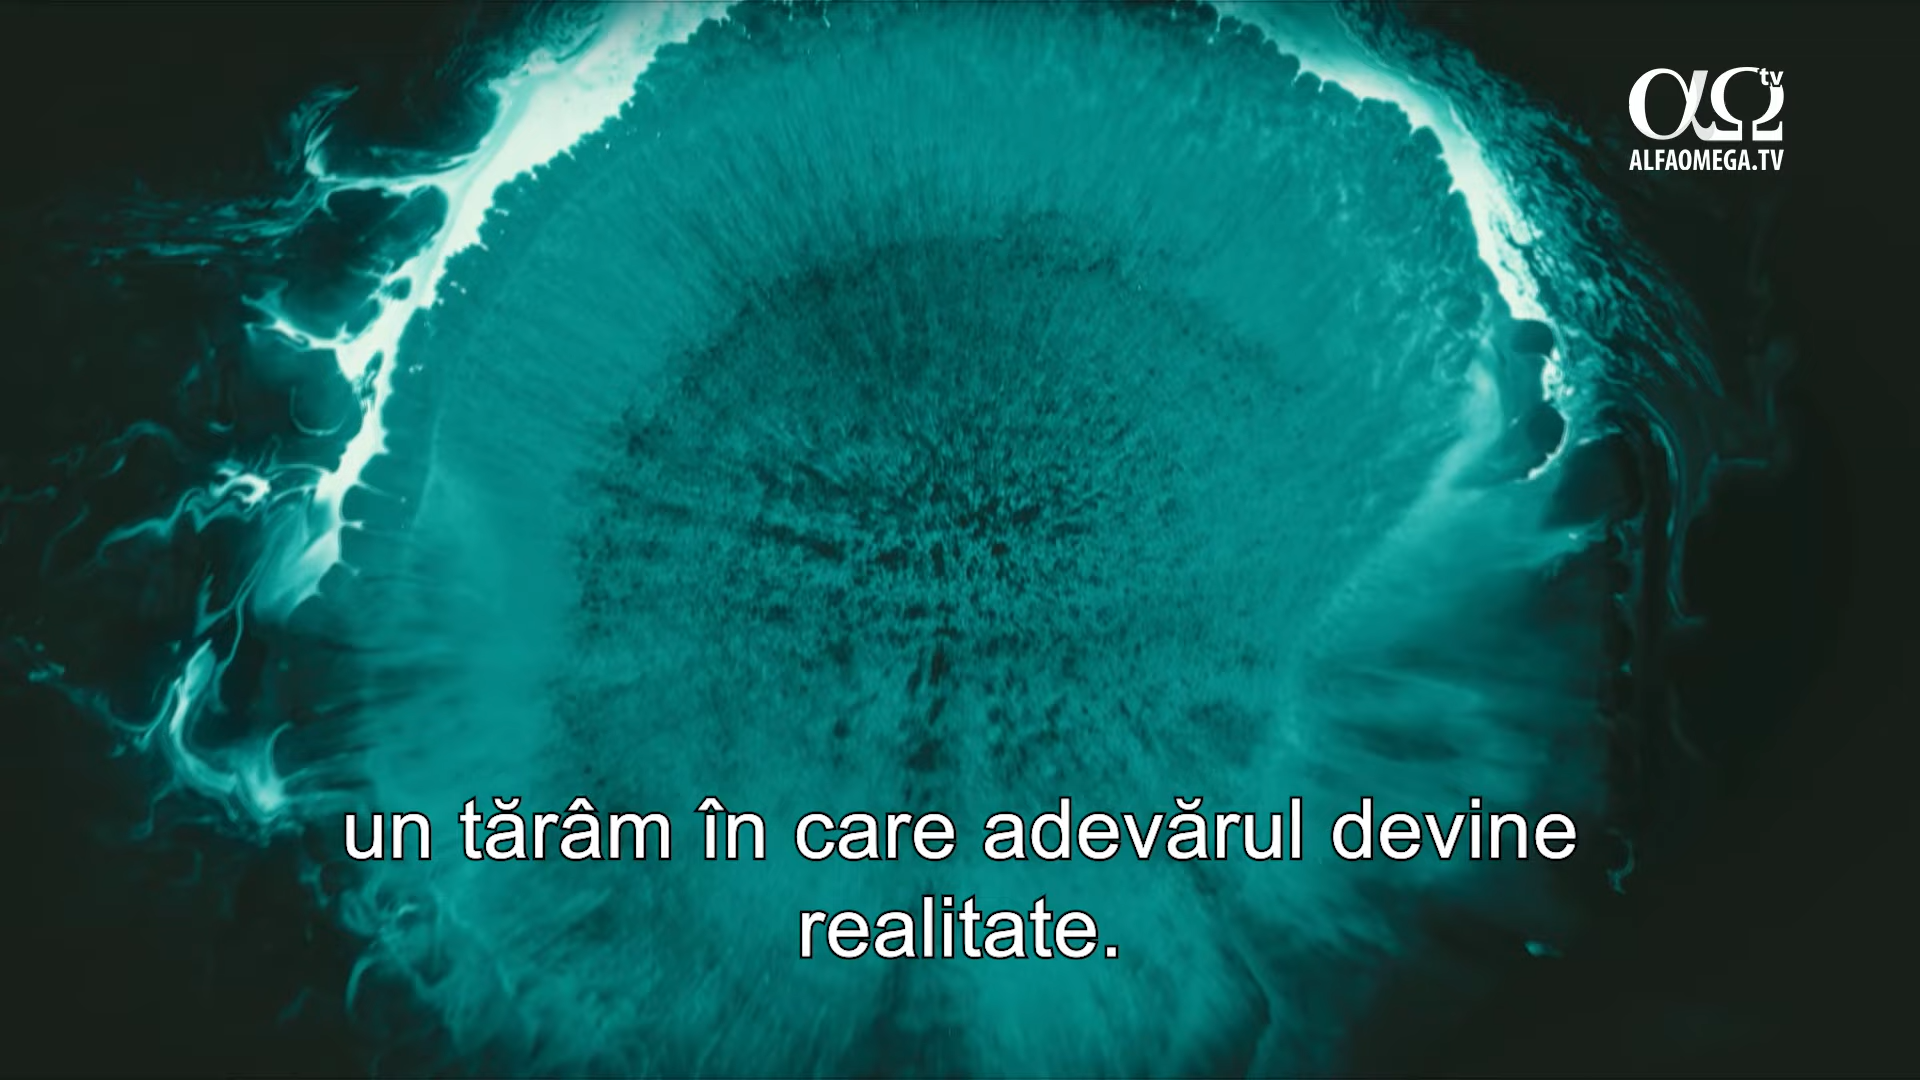 αΩ tv
ALFAOMEGA.TV
un tărâm în care adevărul devine
realitate.